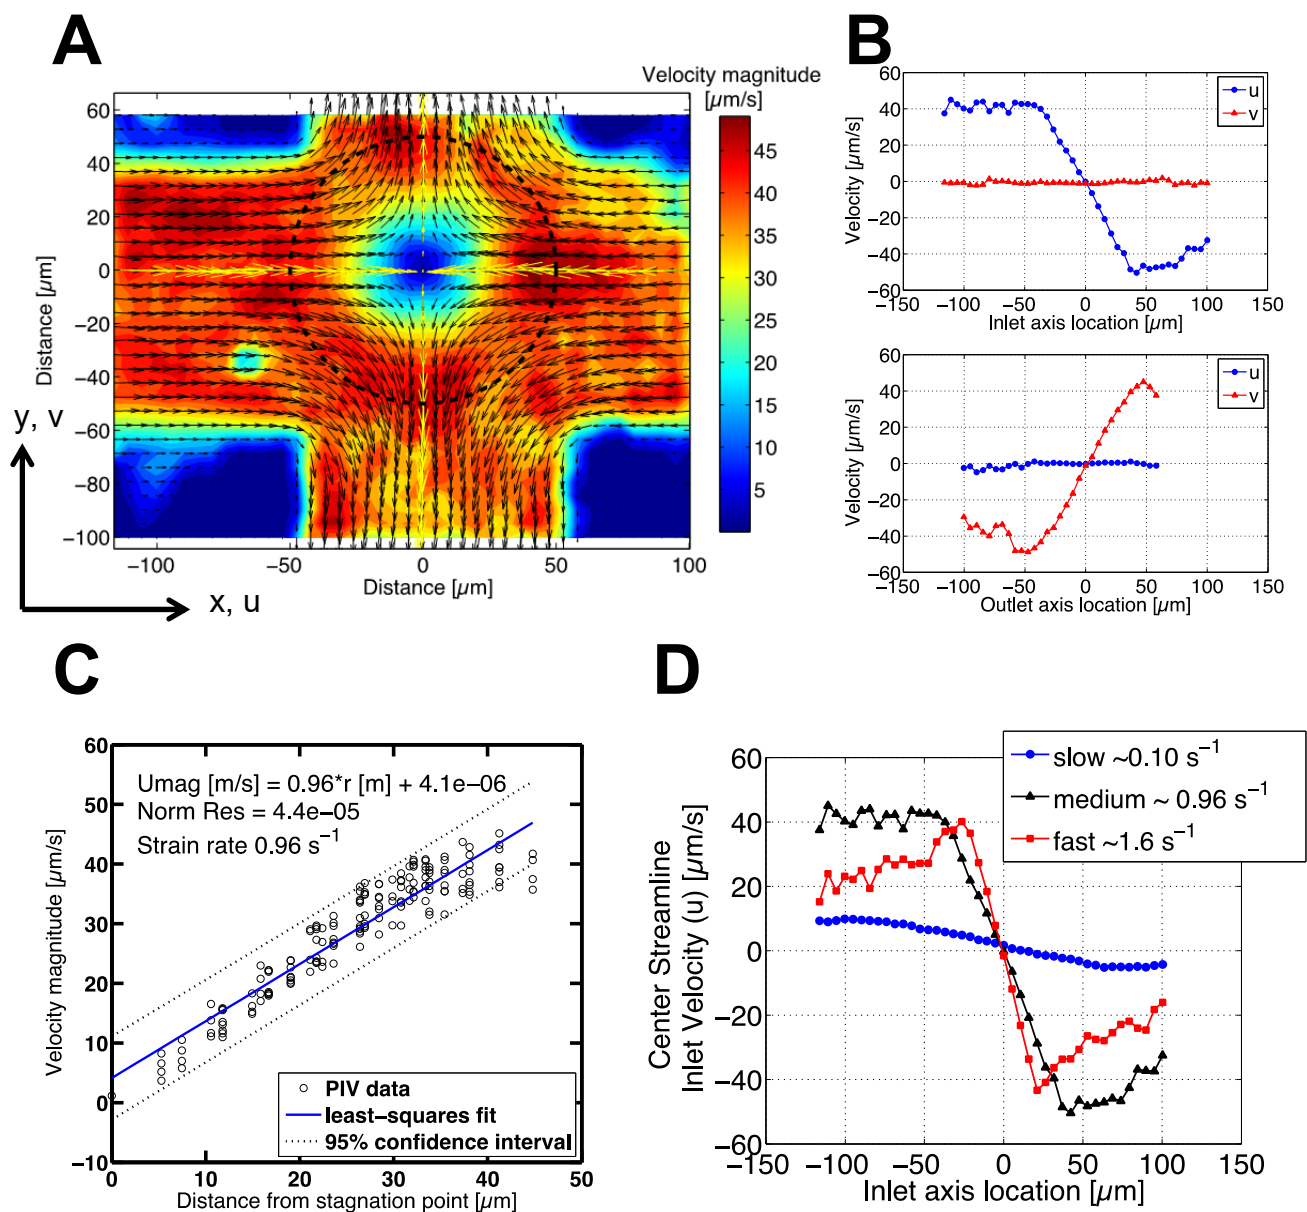 A
Velocity magnitude
[µm/s]
60
40
20
0
−20
−40
−60
−80
−100
Distance [µm]
−100
−50
0
50
100
Distance [µm]
45
40
35
30
25
20
15
10
5
y, v
x, u
B
60
40
20
0
−20
−40
−60
Velocity [µm/s]
u
v
−150
−100
−50
0
50
100
150
Inlet axis location [µm]
60
40
20
0
−20
−40
−60
Velocity [µm/s]
u
v
−150
−100
−50
0
50
100
150
Outlet axis location [µm]
C
60
50
40
30
20
10
0
−10
Velocity magnitude [µm/s]
Umag [m/s] = 0.96*r [m] + 4.1e−06
Norm Res = 4.4e−05
Strain rate 0.96 s⁻¹
PIV data
least−squares fit
95% confidence interval
0
10
20
30
40
50
Distance from stagnation point [µm]
D
slow ~0.10 s⁻¹
medium ~ 0.96 s⁻¹
fast ~1.6 s⁻¹
60
40
20
0
−20
−40
−60
Center Streamline
Inlet Velocity (u) [µm/s]
−150
−100
−50
0
50
100
150
Inlet axis location [µm]